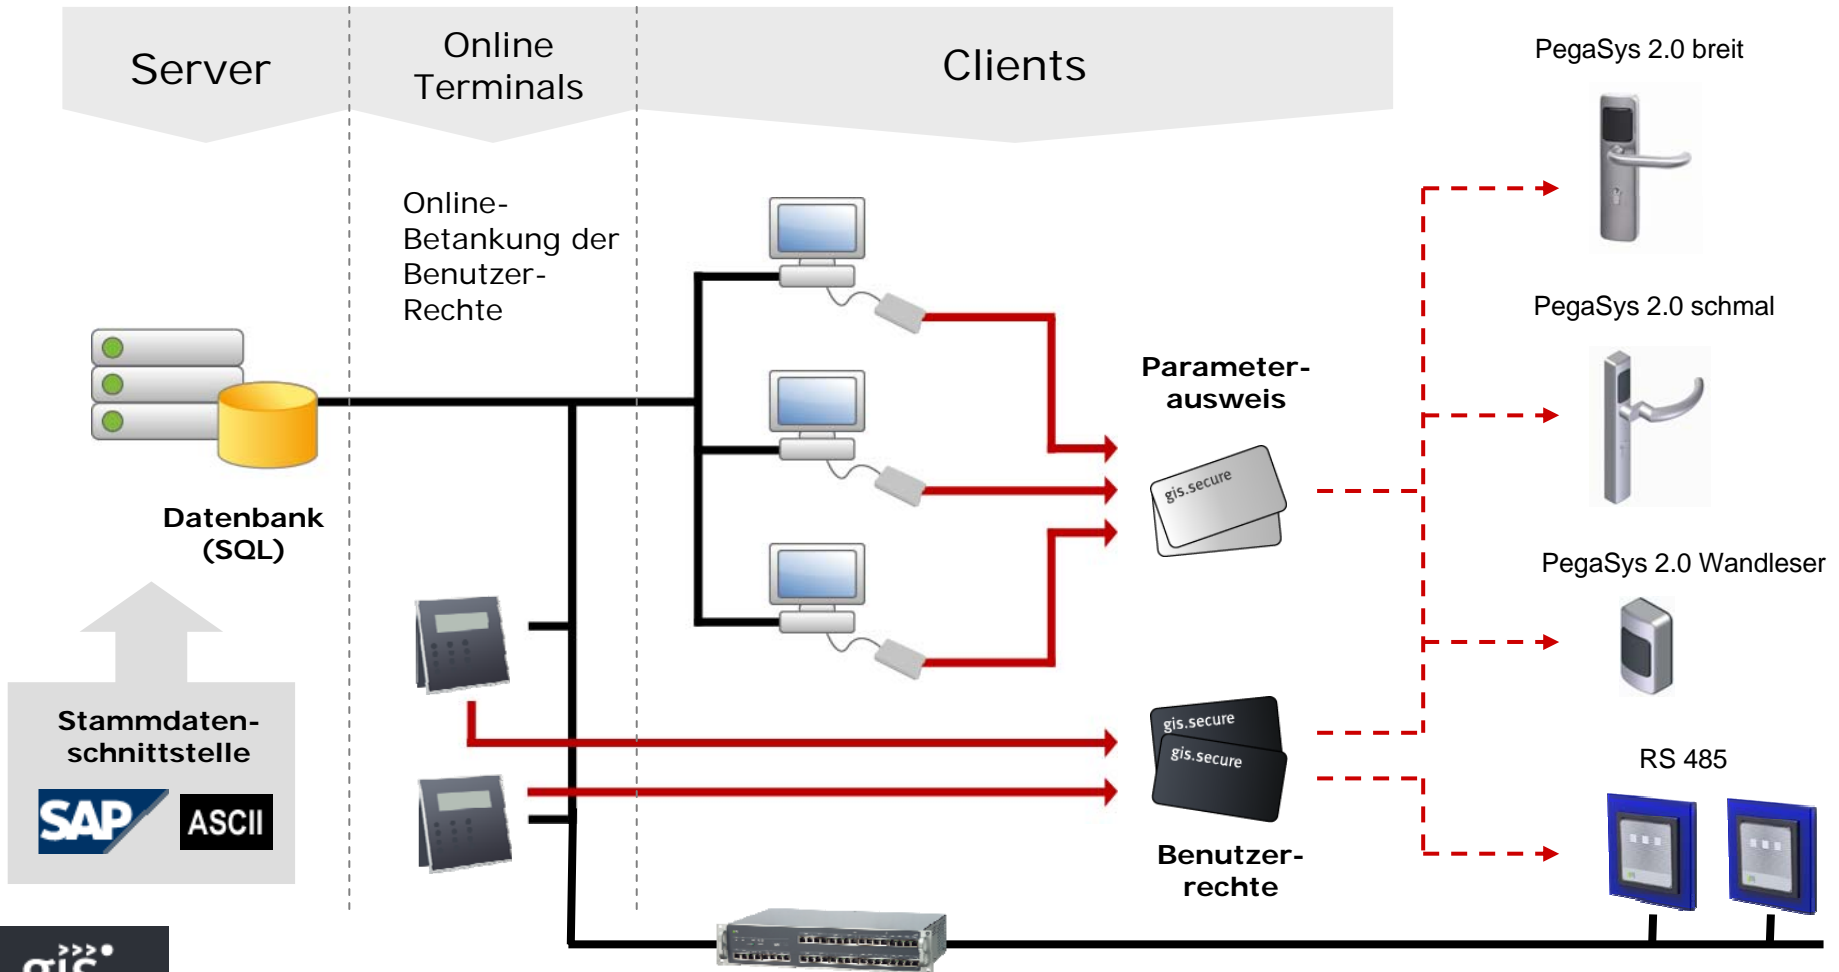 Server
Online
Terminals
Clients
PegaSys 2.0 breit
Online-
Betankung der
Benutzer-
Rechte
PegaSys 2.0 schmal
Parameter-
ausweis
gis.secure
Datenbank
(SQL)
PegaSys 2.0 Wandleser
Stammdaten-
schnittstelle
SAP
ASCII
gis.secure
gis.secure
RS 485
Benutzer-
rechte
gis